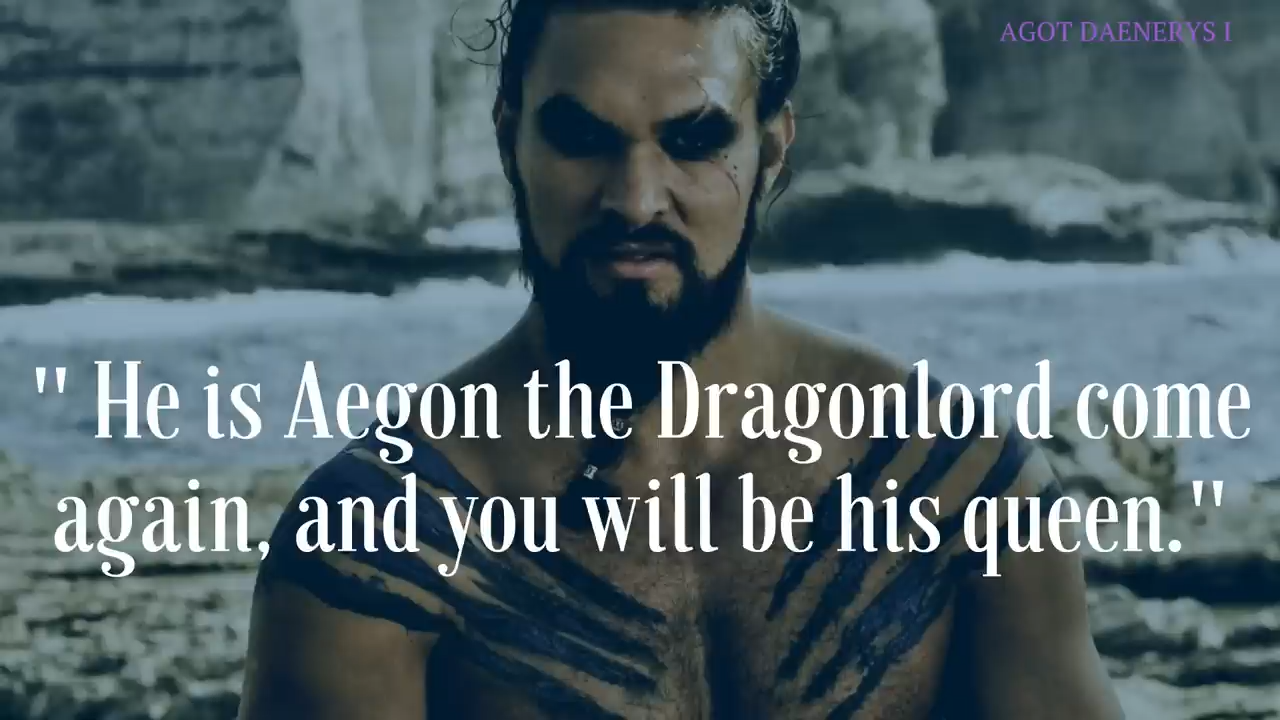 AGOT DAENERYS I
" He is Aegon the Dragonlord come
again, and you will be his queen."